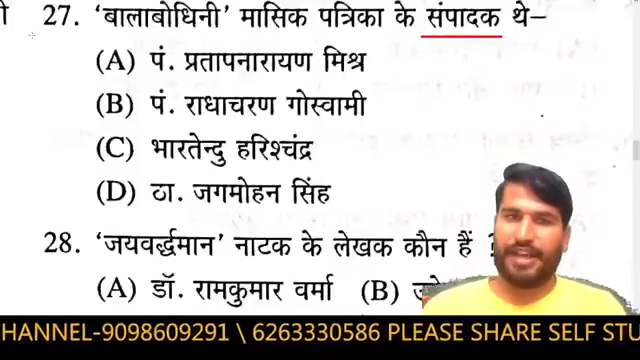 27. ‘बालाबोधिनी’ मासिक पत्रिका के संपादक थे–
(A) पं. प्रतापनारायण मिश्र
(B) पं. राधाचरण गोस्वामी
(C) भारतेन्दु हरिश्चंद्र
(D) ठा. जगमोहन सिंह
28. ‘जयवर्द्धमान’ नाटक के लेखक कौन हैं ?
(A) डॉ. रामकुमार वर्मा (B)
HANNEL-9098609291 \ 6263330586 PLEASE SHARE SELF STU